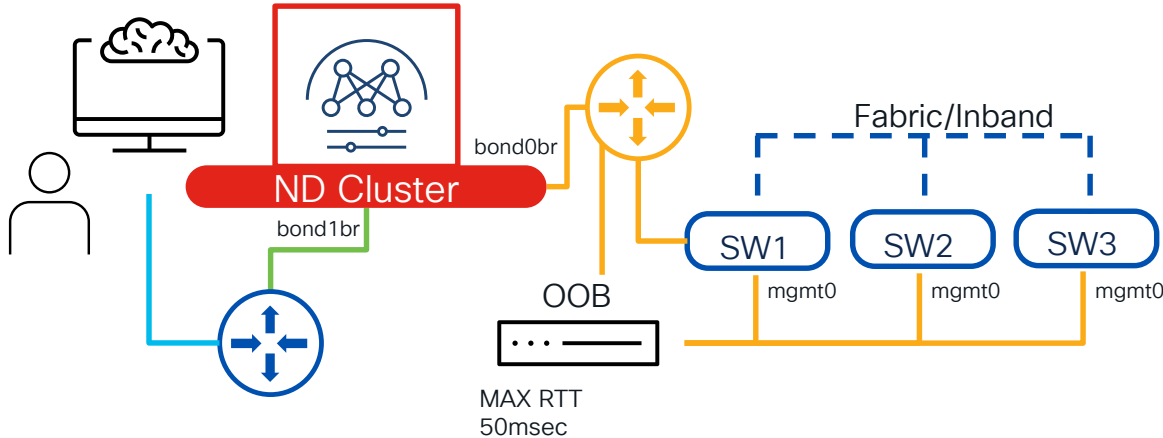 bond0br
Fabric/Inband
ND Cluster
bond1br
SW1
SW2
SW3
OOB
mgmt0
mgmt0
mgmt0
MAX RTT
50msec